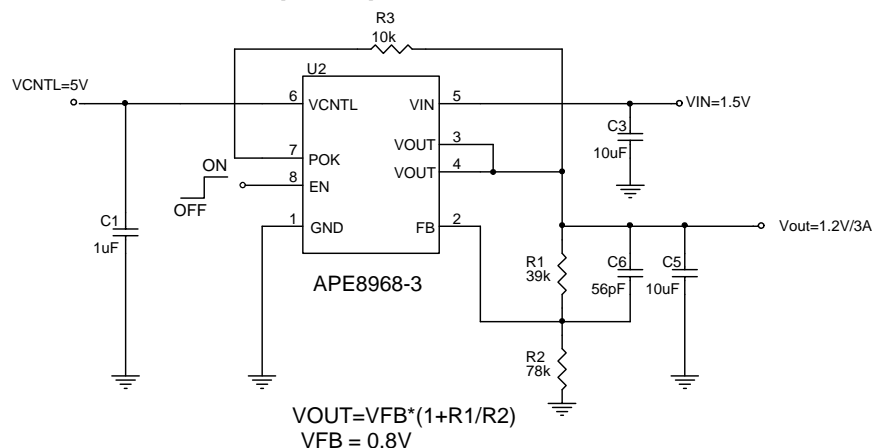 R3
10k
U2
VCNTL=5V
6
VCNTL
VIN
5
VIN=1.5V
VOUT
3
C3
10uF
7
POK
VOUT
4
ON
OFF
8
EN
C1
1uF
1
GND
FB
2
Vout=1.2V/3A
R1
39k
C6
56pF
C5
10uF
APE8968-3
R2
78k
VOUT=VFB*(1+R1/R2)
VFB = 0.8V